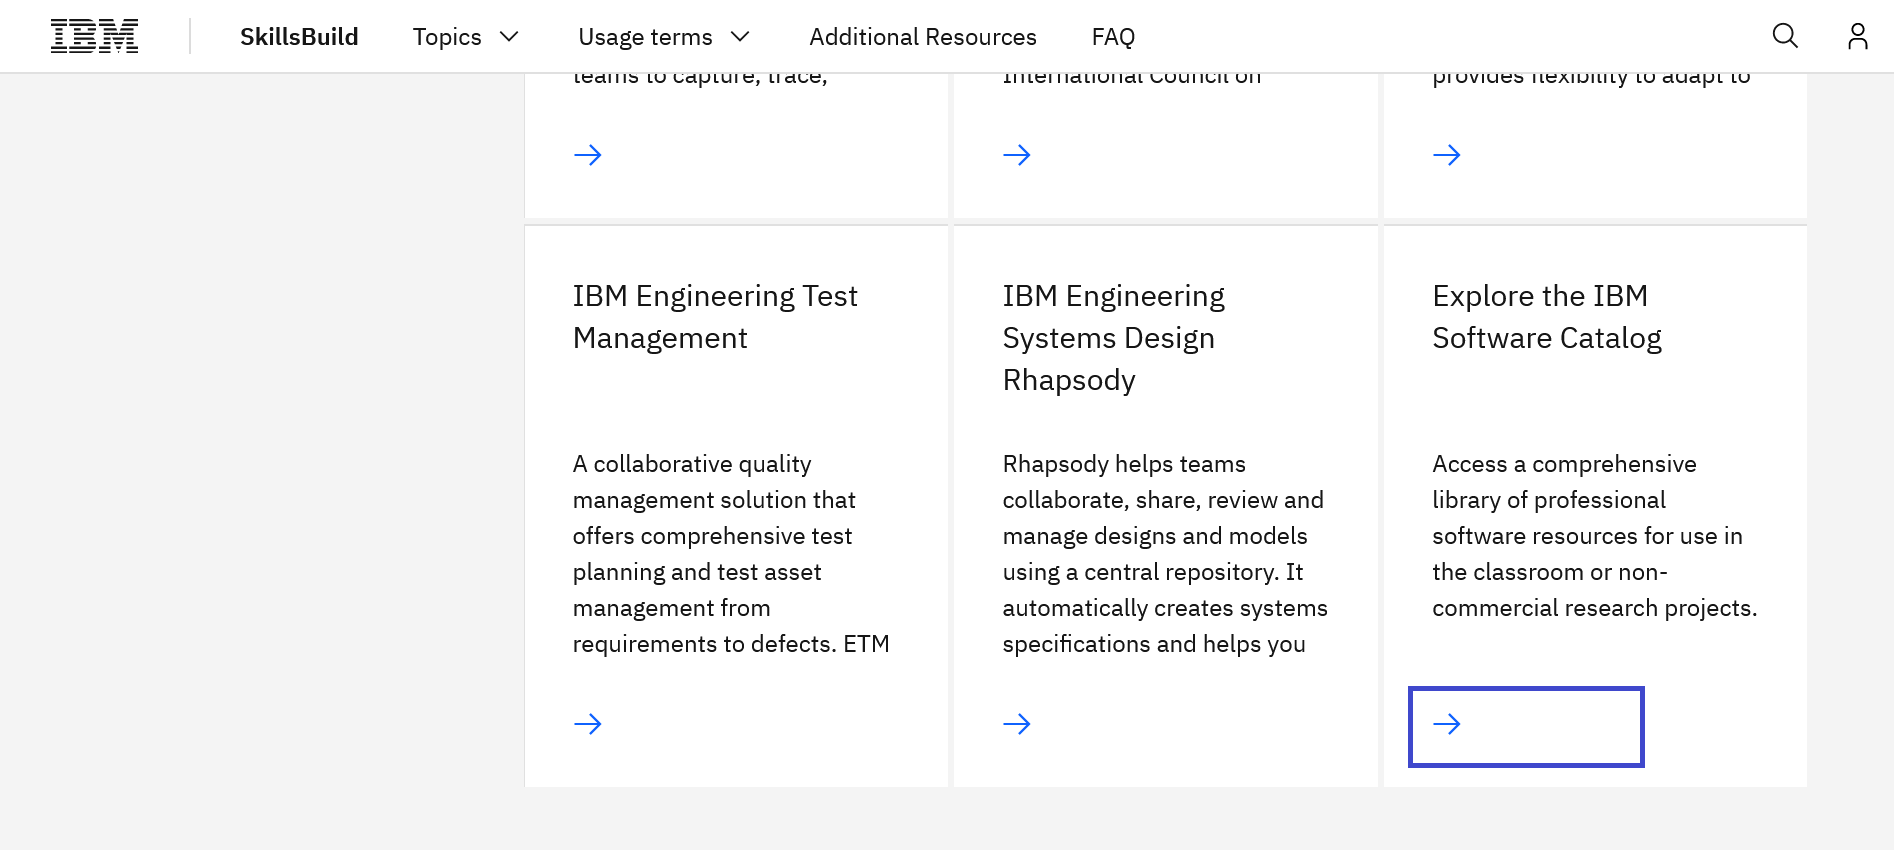 IBM SkillsBuild Topics Usage terms Additional Resources FAQ
teams to capture, trace,
International Council on
provides flexibility to adapt to
IBM Engineering Test
Management
A collaborative quality
management solution that
offers comprehensive test
planning and test asset
management from
requirements to defects. ETM
IBM Engineering
Systems Design
Rhapsody
Rhapsody helps teams
collaborate, share, review and
manage designs and models
using a central repository. It
automatically creates systems
specifications and helps you
Explore the IBM
Software Catalog
Access a comprehensive
library of professional
software resources for use in
the classroom or non-
commercial research projects.